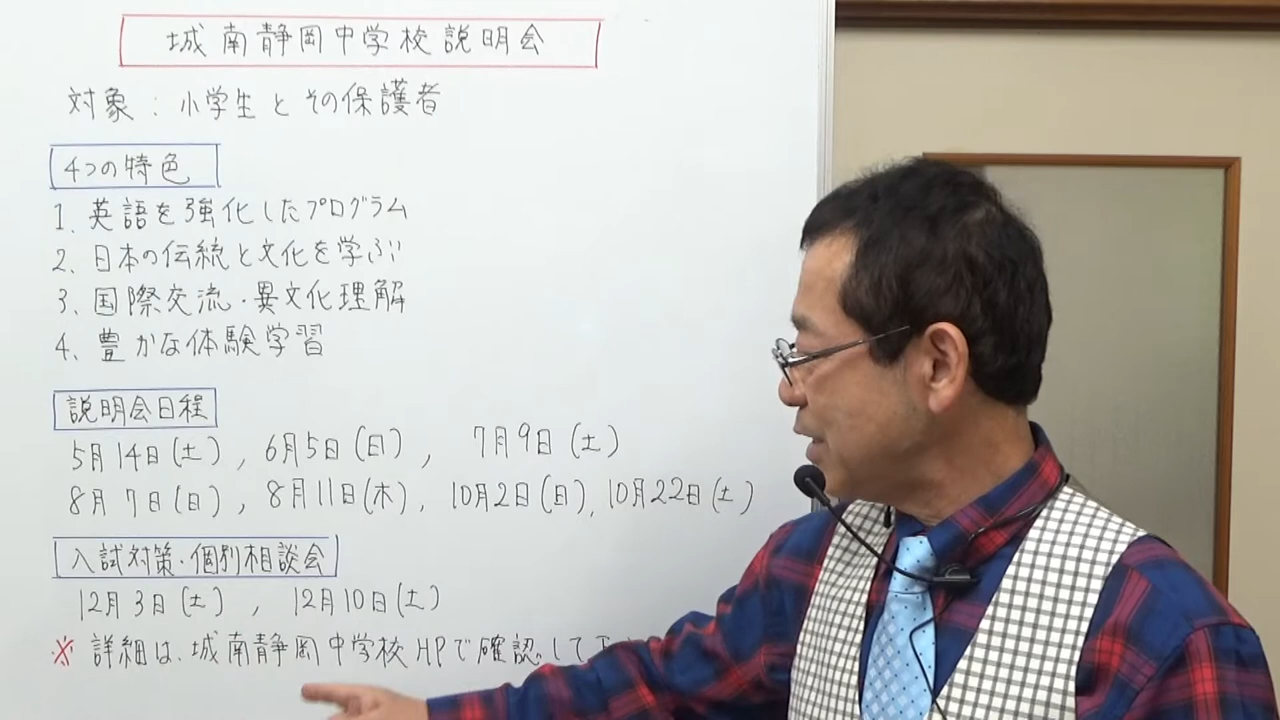 城南静岡中学校説明会
対象：小学生とその保護者
4つの特色
1、英語を強化したプログラム
2、日本の伝統と文化を学ぶ
3、国際交流・異文化理解
4、豊かな体験学習
説明会日程
5月14日(土)，6月5日(日)，7月9日(土)
8月7日(日)，8月11日(木)，10月2日(日)，10月22日(土)
入試対策・個別相談会
12月3日(土)，12月10日(土)
※ 詳細は、城南静岡中学校HPで確認して